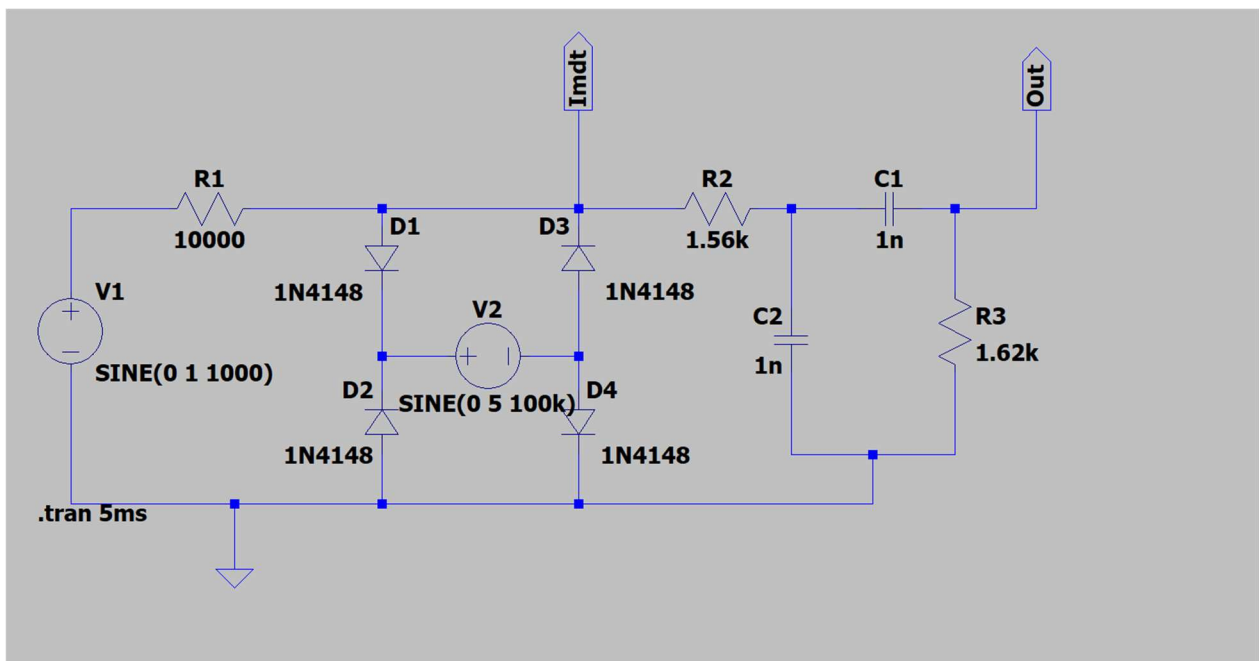 Imdt
Out
R1
10000
R2
1.56k
C1
1n
D1
1N4148
D3
1N4148
V1
SINE(0 1 1000)
V2
SINE(0 5 100k)
C2
1n
R3
1.62k
D2
1N4148
D4
1N4148
.tran 5ms